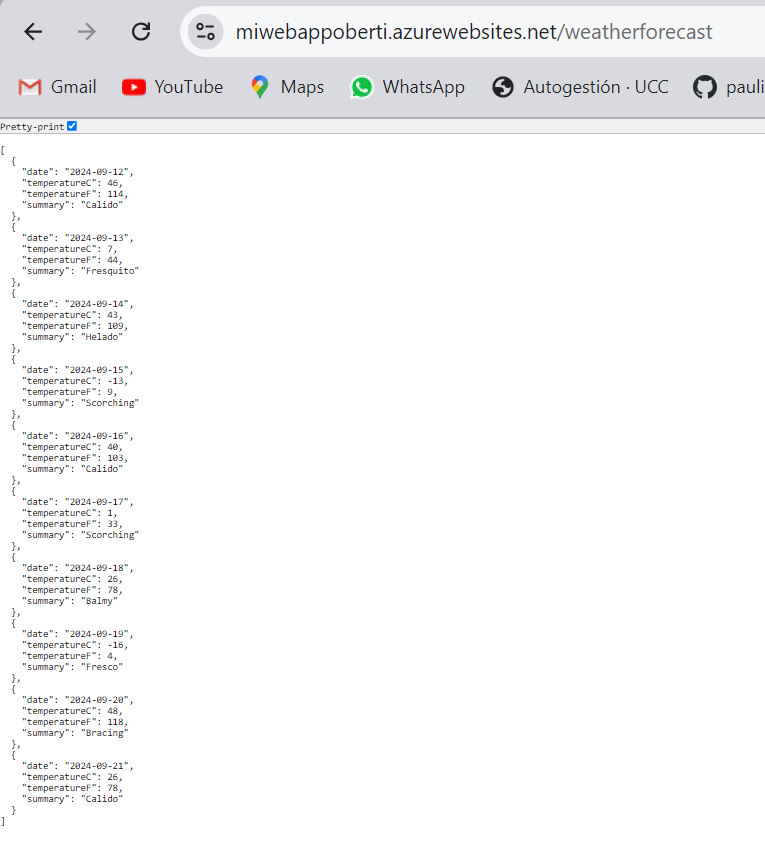 miwebappoberti.azurewebsites.net/weatherforecast
Gmail YouTube Maps WhatsApp Autogestión · UCC pauli
Pretty-print
[
  {
    "date": "2024-09-12",
    "temperatureC": 46,
    "temperatureF": 114,
    "summary": "Calido"
  },
  {
    "date": "2024-09-13",
    "temperatureC": 7,
    "temperatureF": 44,
    "summary": "Fresquito"
  },
  {
    "date": "2024-09-14",
    "temperatureC": 43,
    "temperatureF": 109,
    "summary": "Helado"
  },
  {
    "date": "2024-09-15",
    "temperatureC": -13,
    "temperatureF": 9,
    "summary": "Scorching"
  },
  {
    "date": "2024-09-16",
    "temperatureC": 40,
    "temperatureF": 103,
    "summary": "Calido"
  },
  {
    "date": "2024-09-17",
    "temperatureC": 1,
    "temperatureF": 33,
    "summary": "Scorching"
  },
  {
    "date": "2024-09-18",
    "temperatureC": 26,
    "temperatureF": 78,
    "summary": "Balmy"
  },
  {
    "date": "2024-09-19",
    "temperatureC": -16,
    "temperatureF": 4,
    "summary": "Fresco"
  },
  {
    "date": "2024-09-20",
    "temperatureC": 48,
    "temperatureF": 118,
    "summary": "Bracing"
  },
  {
    "date": "2024-09-21",
    "temperatureC": 26,
    "temperatureF": 78,
    "summary": "Calido"
  }
]